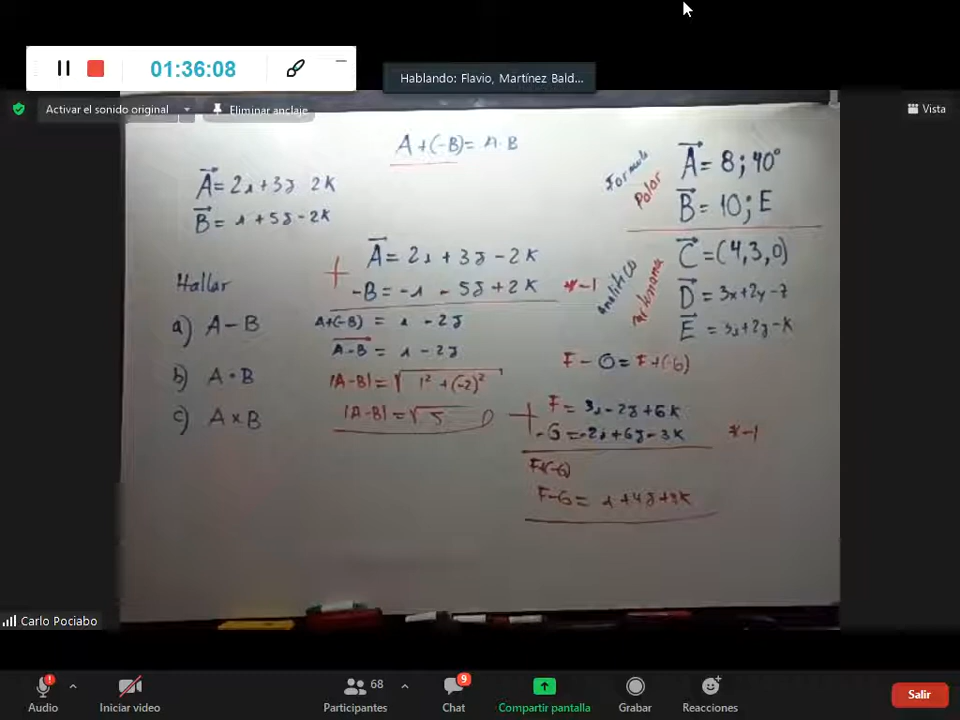 01:36:08
Hablando: Flavio, Martínez Bald...
Activar el sonido original
Eliminar anclaje
Vista
A+(-B)= A-B
A= 2i+3j 2K
B= i+5j-2K
Hallar
a) A-B
b) A·B
c) A×B
A= 2i+3j-2K
-B= -i-5j+2K *-1
A+(-B) = i-2j
A-B = i-2j
|A-B|=√1²+(-2)²
|A-B|=√5
Formula
Polar
A= 8; 40°
B= 10; E
analitico
C=(4,3,0)
D= 3x+2y-z
E = 3i+2j-K
F-G= F+(-G)
F= 3i-2j+6K
-G=-2i+6j-3K *-1
F+(-G)
F-G= i+4j+3K
Carlo Pociabo
Audio
Iniciar video
Participantes
68
Chat
9
Compartir pantalla
Grabar
Reacciones
Salir